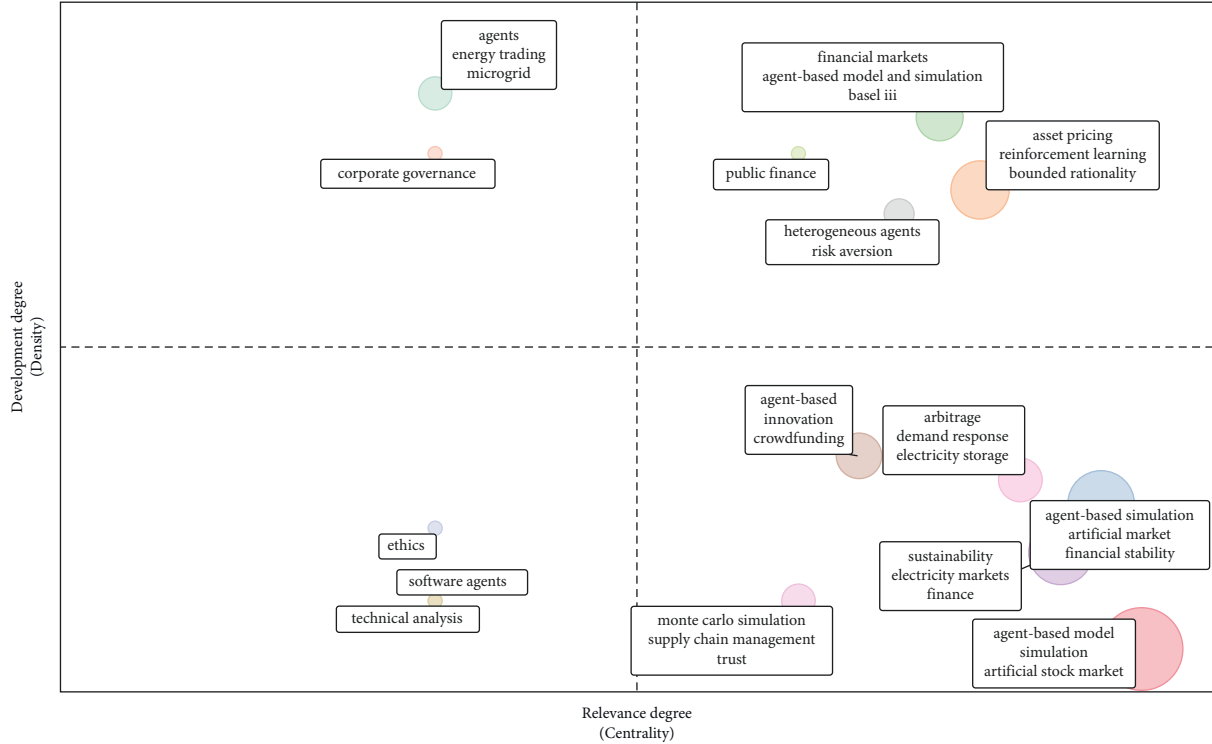 agents
energy trading
microgrid
financial markets
agent-based model and simulation
basel iii
asset pricing
reinforcement learning
bounded rationality
corporate governance
public finance
heterogeneous agents
risk aversion
Development degree
(Density)
agent-based
innovation
crowdfunding
arbitrage
demand response
electricity storage
agent-based simulation
artificial market
financial stability
ethics
sustainability
electricity markets
finance
software agents
technical analysis
monte carlo simulation
supply chain management
trust
agent-based model
simulation
artificial stock market
Relevance degree
(Centrality)